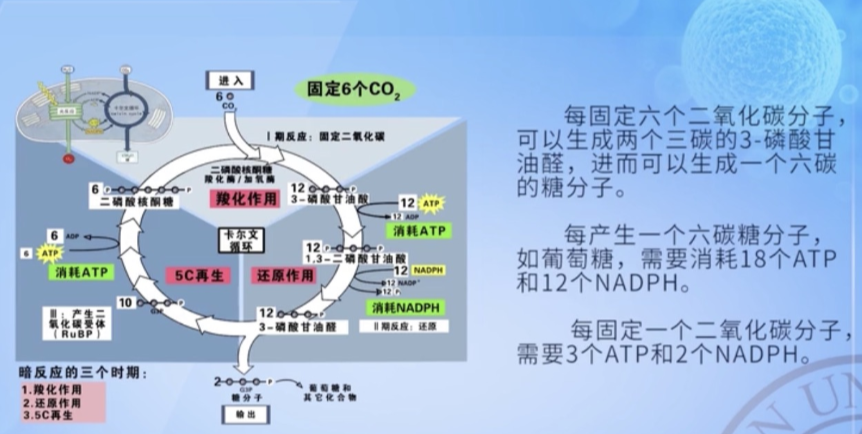 进入
6
CO2
固定6个CO2
Ⅰ期反应：固定二氧化碳
二磷酸核酮糖
羧化酶/加氧酶
羧化作用
6 P P
二磷酸核酮糖
12 P
3-磷酸甘油酸
12 ATP
12 ADP
消耗ATP
卡尔文
循环
12 P P
1,3-二磷酸甘油酸
12 NADPH
12 NADP+
12 Pi
消耗NADPH
Ⅱ期反应：还原
还原作用
5C再生
6 ADP
6 ATP
消耗ATP
10 P
G3P
Ⅲ：产生二
氧化碳受体
（RuBP）
12 P
3-磷酸甘油醛
2 P
G3P
糖分子
葡萄糖和
其它化合物
输出
暗反应的三个时期：
1.羧化作用
2.还原作用
3.5C再生
每固定六个二氧化碳分子，
可以生成两个三碳的3-磷酸甘
油醛，进而可以生成一个六碳
的糖分子。
每产生一个六碳糖分子，
如葡萄糖，需要消耗18个ATP
和12个NADPH。
每固定一个二氧化碳分子，
需要3个ATP和2个NADPH。
N UN